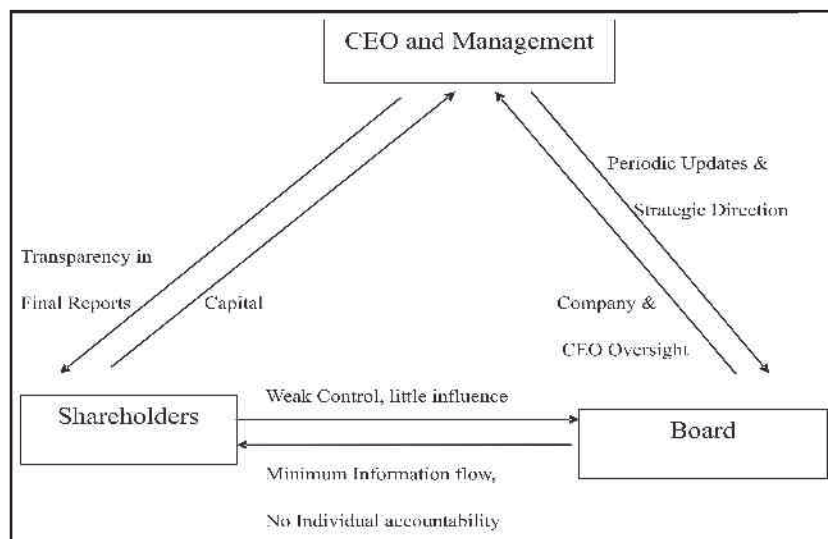 CEO and Management
Periodic Updates &
Strategic Direction
Transparency in
Final Reports
Capital
Company &
CEO Oversight
Weak Control, little influence
Shareholders
Board
Minimum Information flow,
No Individual accountability